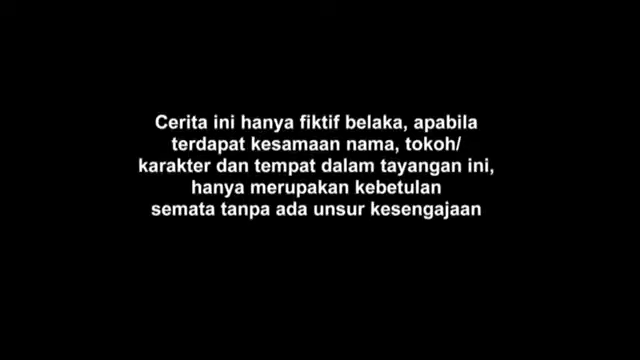 Cerita ini hanya fiktif belaka, apabila
terdapat kesamaan nama, tokoh/
karakter dan tempat dalam tayangan ini,
hanya merupakan kebetulan
semata tanpa ada unsur kesengajaan